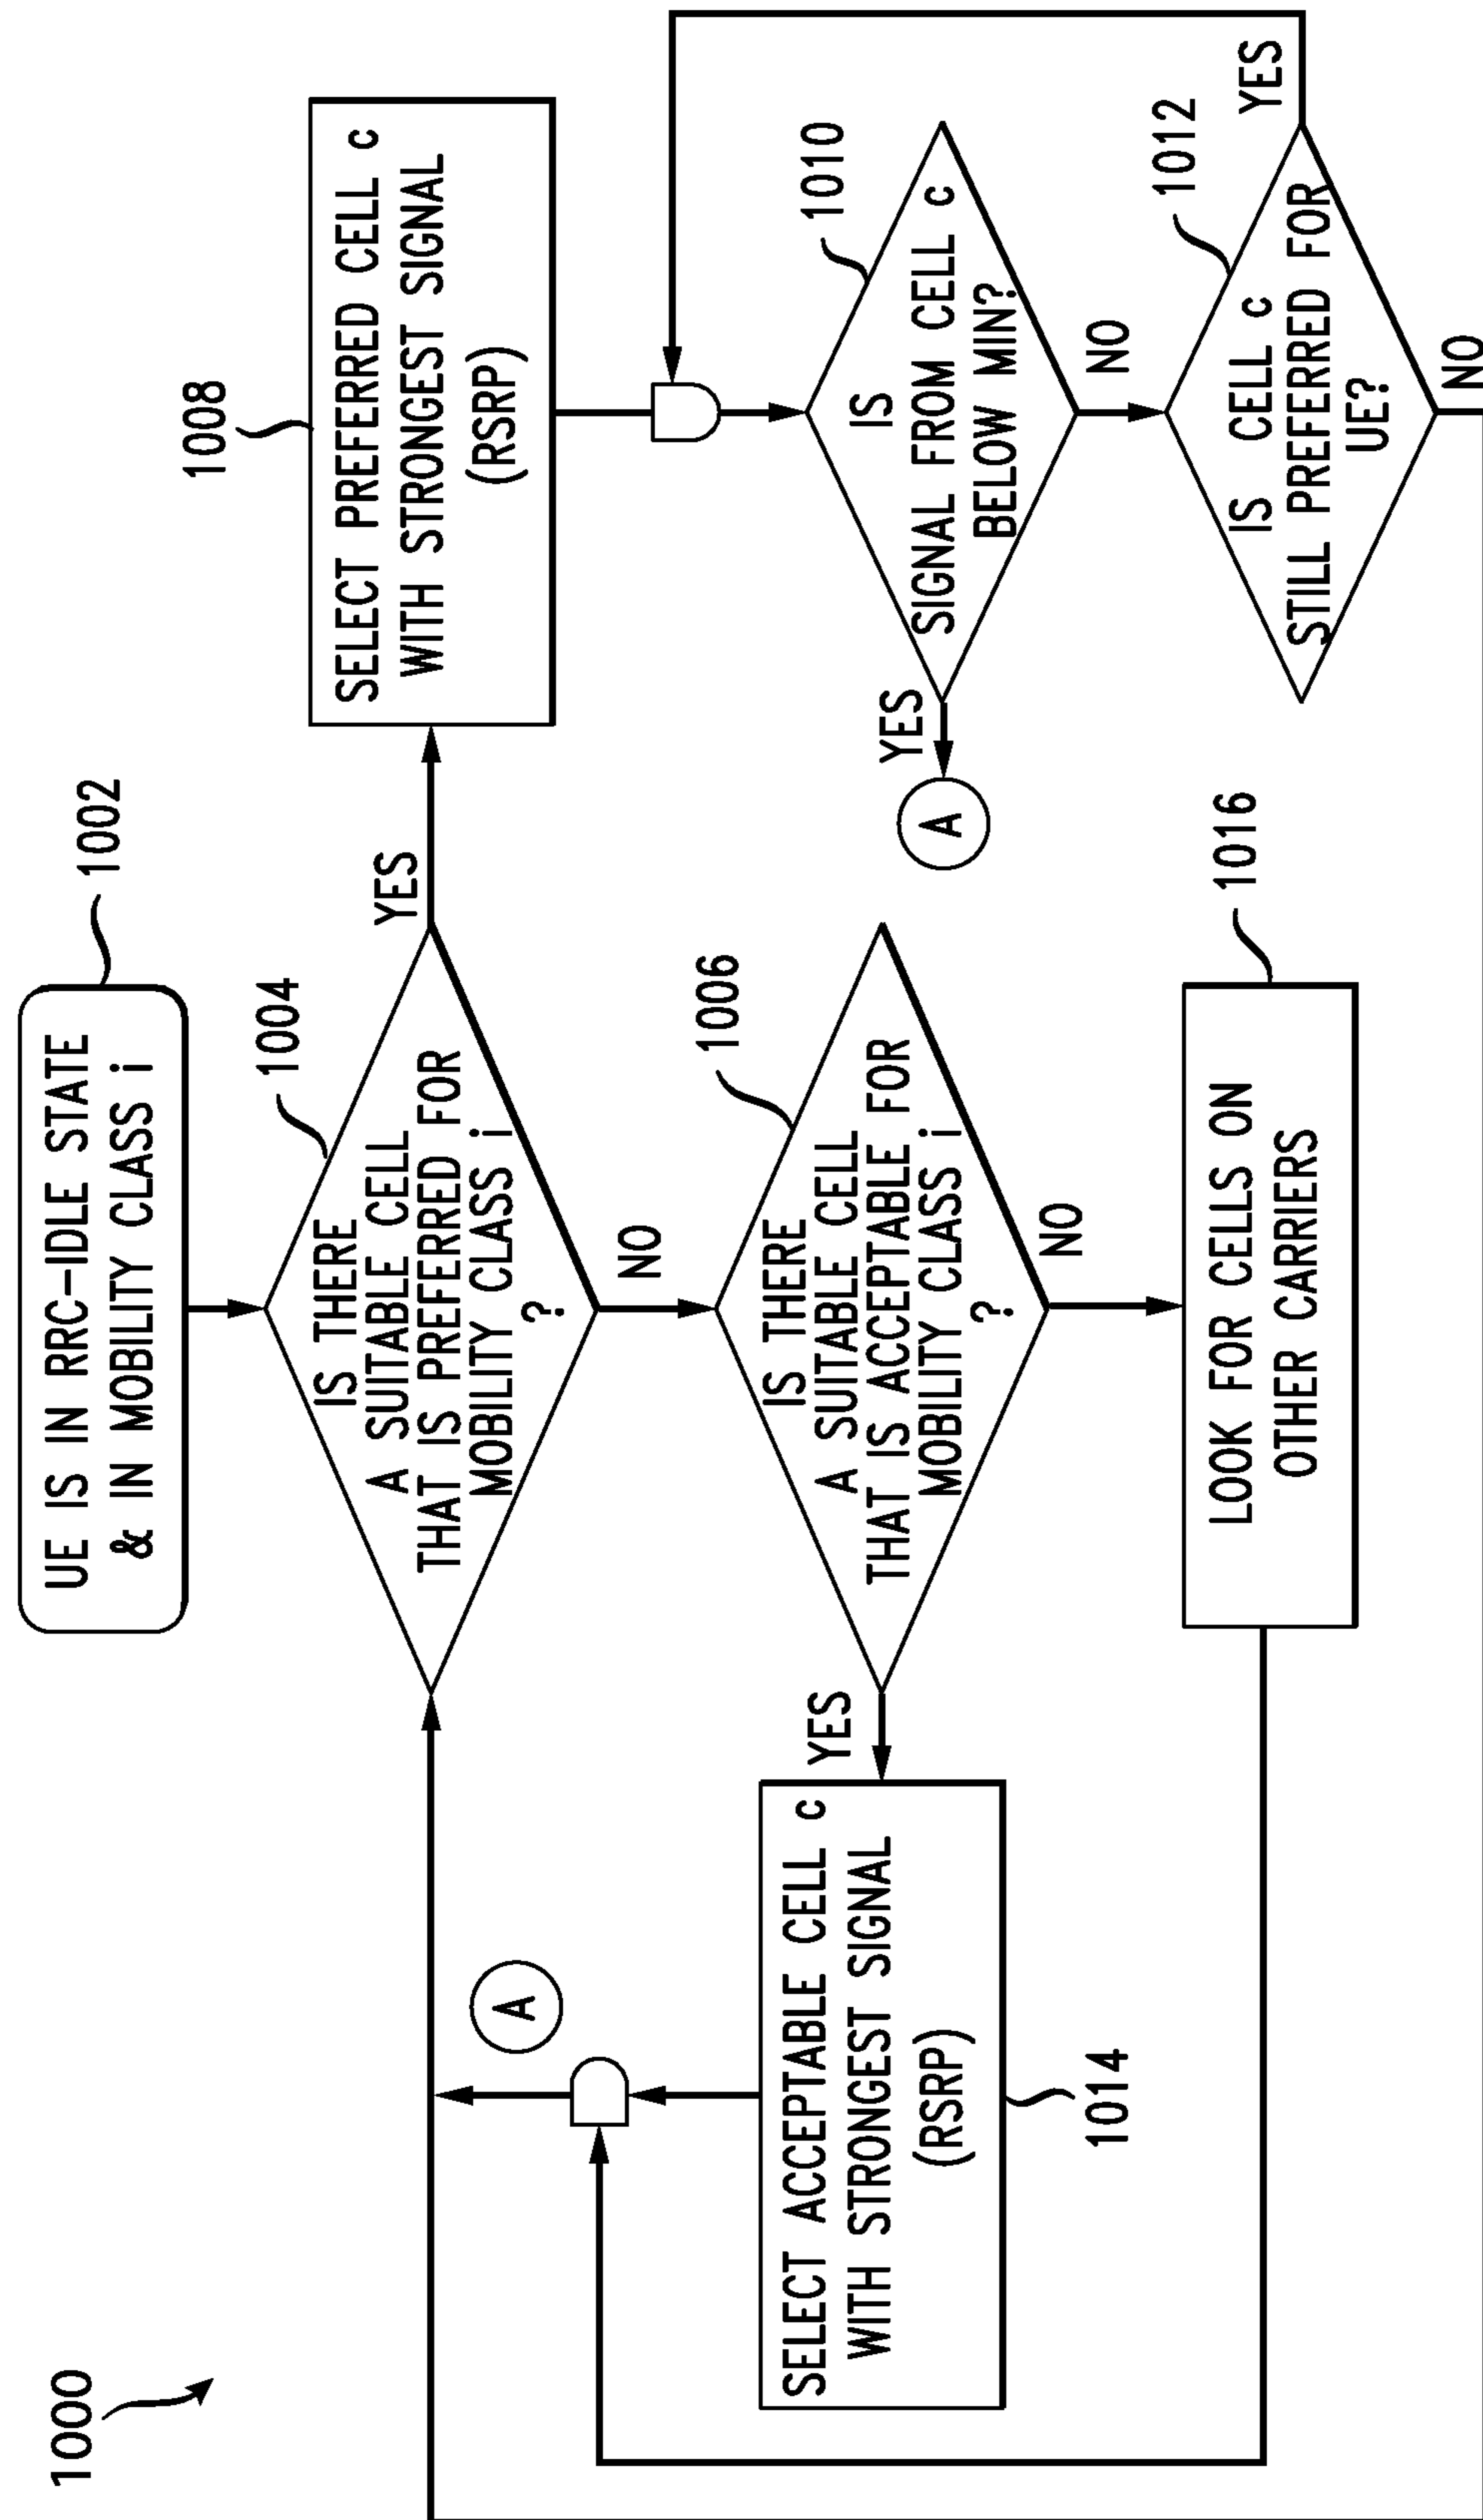 1000
UE IS IN RRC-IDLE STATE
& IN MOBILITY CLASS i
1002
IS THERE
A SUITABLE CELL
THAT IS PREFERRED FOR
MOBILITY CLASS i
?
1004
YES
NO
SELECT PREFERRED CELL c
WITH STRONGEST SIGNAL
(RSRP)
1008
A
SELECT ACCEPTABLE CELL c
WITH STRONGEST SIGNAL
(RSRP)
1014
YES
IS THERE
A SUITABLE CELL
THAT IS ACCEPTABLE FOR
MOBILITY CLASS i
?
1006
NO
A
YES
IS
SIGNAL FROM CELL c
BELOW MIN?
1010
NO
LOOK FOR CELLS ON
OTHER CARRIERS
1016
IS CELL c
STILL PREFERRED FOR
UE?
1012
YES
NO